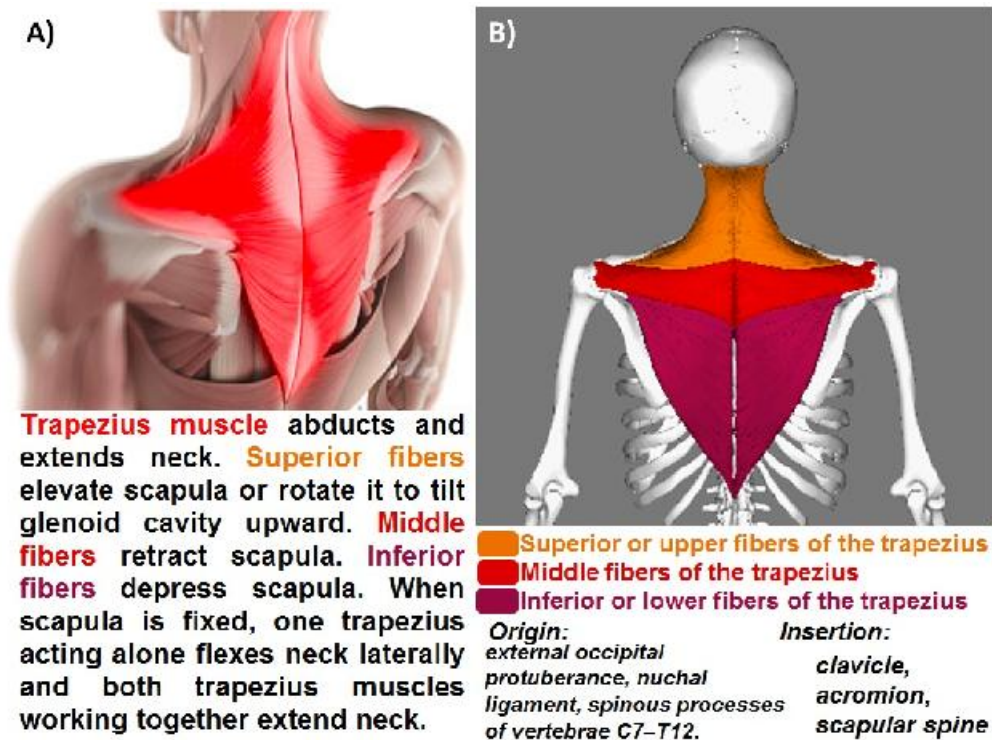 A)
Trapezius muscle abducts and
extends neck. Superior fibers
elevate scapula or rotate it to tilt
glenoid cavity upward. Middle
fibers retract scapula. Inferior
fibers depress scapula. When
scapula is fixed, one trapezius
acting alone flexes neck laterally
and both trapezius muscles
working together extend neck.
B)
Superior or upper fibers of the trapezius
Middle fibers of the trapezius
Inferior or lower fibers of the trapezius
Origin:
external occipital
protuberance, nuchal
ligament, spinous processes
of vertebrae C7–T12.
Insertion:
clavicle,
acromion,
scapular spine